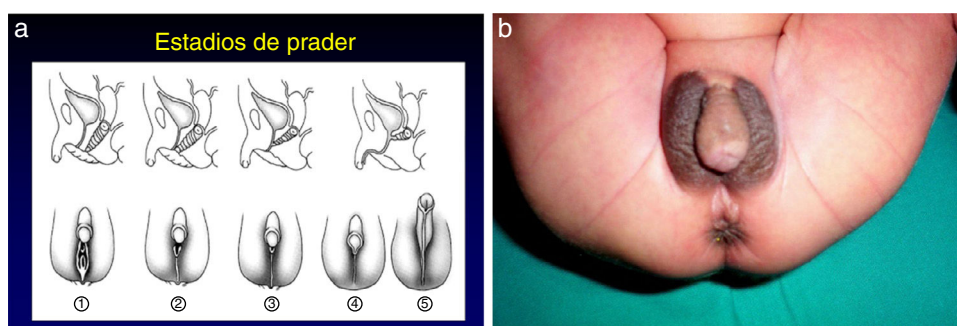 a
Estadios de prader
① ② ③ ④ ⑤
b